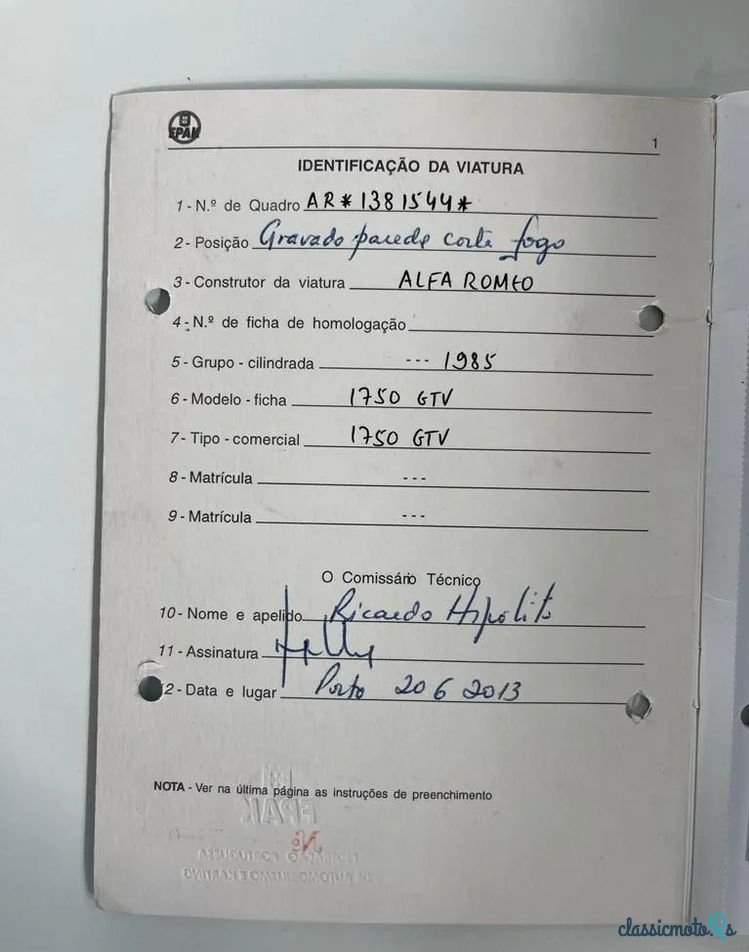 FPAK
1
IDENTIFICAÇÃO DA VIATURA
1 - N.º de Quadro AR*1381544*
2 - Posição Gravado parede corta fogo
3 - Construtor da viatura ALFA ROMEO
4 - N.º de ficha de homologação
5 - Grupo - cilindrada --- 1985
6 - Modelo - ficha 1750 GTV
7 - Tipo - comercial 1750 GTV
8 - Matrícula ---
9 - Matrícula ---
O Comissário Técnico
10 - Nome e apelido Ricardo Hipólito
11 - Assinatura
12 - Data e lugar Porto 20 6 2013
NOTA - Ver na última página as instruções de preenchimento
FPAK
classicmoto.rs